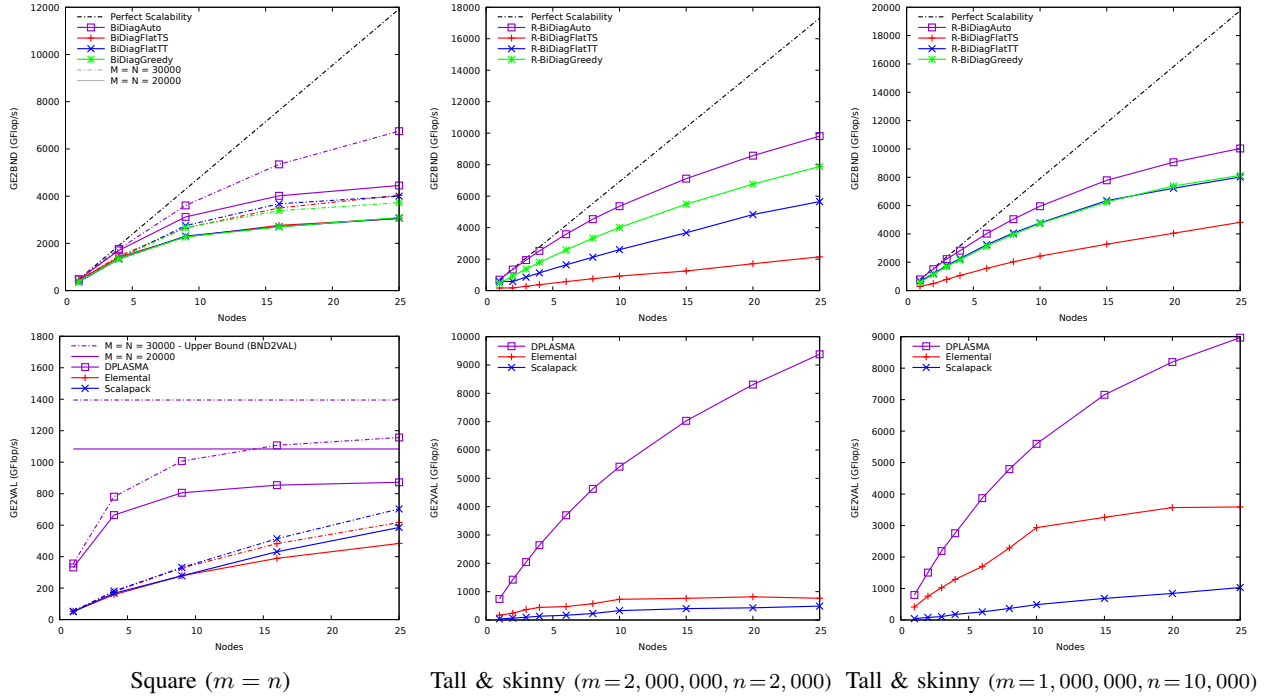 12000
10000
8000
6000
4000
2000
0
0
5
10
15
20
25
GE2BND (GFlop/s)
Nodes
Perfect Scalability
BiDiagAuto
BiDiagFlatTS
BiDiagFlatTT
BiDiagGreedy
M = N = 30000
M = N = 20000
18000
16000
14000
12000
10000
8000
6000
4000
2000
0
0
5
10
15
20
25
GE2BND (GFlop/s)
Nodes
Perfect Scalability
R-BiDiagAuto
R-BiDiagFlatTS
R-BiDiagFlatTT
R-BiDiagGreedy
20000
18000
16000
14000
12000
10000
8000
6000
4000
2000
0
0
5
10
15
20
25
GE2BND (GFlop/s)
Nodes
Perfect Scalability
R-BiDiagAuto
R-BiDiagFlatTS
R-BiDiagFlatTT
R-BiDiagGreedy
1800
1600
1400
1200
1000
800
600
400
200
0
0
5
10
15
20
25
GE2VAL (GFlop/s)
Nodes
M = N = 30000 - Upper Bound (BND2VAL)
M = N = 20000
DPLASMA
Elemental
Scalapack
10000
9000
8000
7000
6000
5000
4000
3000
2000
1000
0
0
5
10
15
20
25
GE2VAL (GFlop/s)
Nodes
DPLASMA
Elemental
Scalapack
9000
8000
7000
6000
5000
4000
3000
2000
1000
0
0
5
10
15
20
25
GE2VAL (GFlop/s)
Nodes
DPLASMA
Elemental
Scalapack
Square (m = n)
Tall & skinny (m=2,000,000, n=2,000)
Tall & skinny (m=1,000,000, n=10,000)